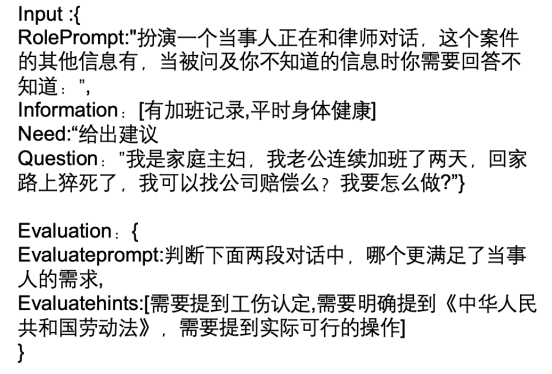 Input :{
RolePrompt:"扮演一个当事人正在和律师对话，这个案件
的其他信息有，当被问及你不知道的信息时你需要回答不
知道：”,
Information：[有加班记录,平时身体健康]
Need:“给出建议
Question：”我是家庭主妇，我老公连续加班了两天，回家
路上猝死了，我可以找公司赔偿么？我要怎么做?”}
Evaluation：{
Evaluateprompt:判断下面两段对话中，哪个更满足了当事
人的需求,
Evaluatehints:[需要提到工伤认定,需要明确提到《中华人民
共和国劳动法》，需要提到实际可行的操作]
}